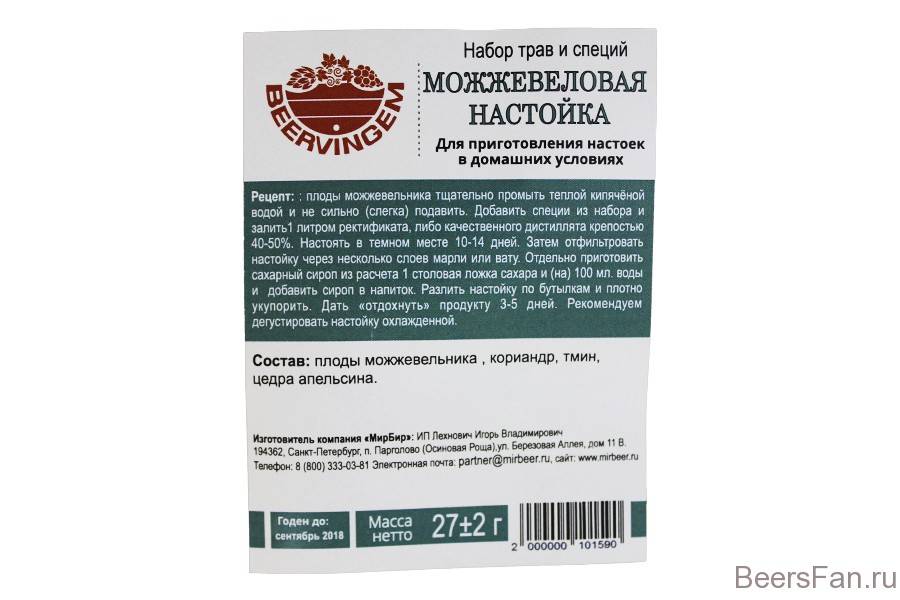 BEERVINGEM
Набор трав и специй
МОЖЖЕВЕЛОВАЯ
НАСТОЙКА
Для приготовления настоек
в домашних условиях
Рецепт: : плоды можжевельника тщательно промыть теплой кипячёной
водой и не сильно (слегка) подавить. Добавить специи из набора и
залить1 литром ректификата, либо качественного дистиллята крепостью
40-50%. Настоять в темном месте 10-14 дней. Затем отфильтровать
настойку через несколько слоев марли или вату. Отдельно приготовить
сахарный сироп из расчета 1 столовая ложка сахара и (на) 100 мл. воды
и добавить сироп в напиток. Разлить настойку по бутылкам и плотно
укупорить. Дать «отдохнуть» продукту 3-5 дней. Рекомендуем
дегустировать настойку охлажденной.
Состав: плоды можжевельника , кориандр, тмин,
цедра апельсина.
Изготовитель компания «МирБир»: ИП Лехнович Игорь Владимирович
194362, Санкт-Петербург, п. Парголово (Осиновая Роща),ул. Березовая Аллея, дом 11 В.
Телефон: 8 (800) 333-03-81 Электронная почта: partner@mirbeer.ru, сайт: www.mirbeer.ru
Годен до:
сентябрь 2018
Масса
нетто
27±2 г
2 000000 101590
BeersFan.ru